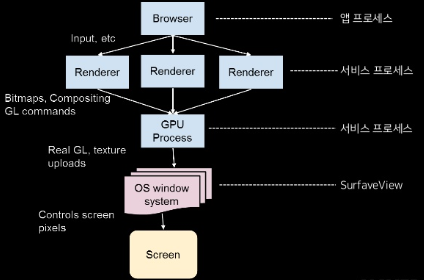 Browser
앱 프로세스
Input, etc
Renderer
Renderer
Renderer
서비스 프로세스
Bitmaps, Compositing
GL commands
GPU
Process
서비스 프로세스
Real GL, texture
uploads
OS window
system
SurfaveView
Controls screen
pixels
Screen